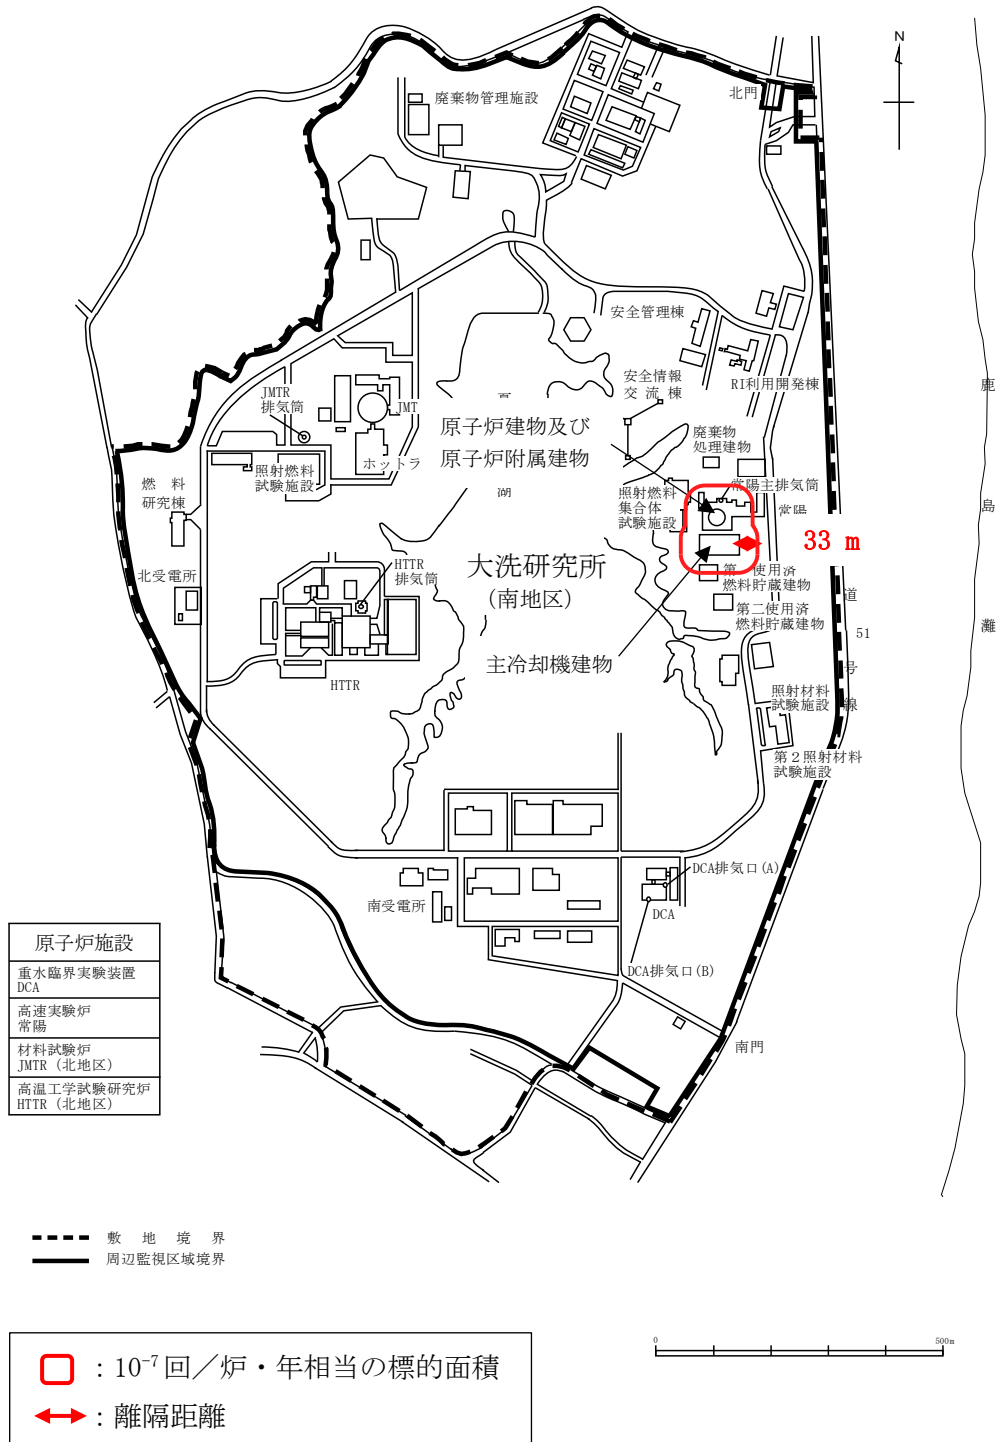 N
北門
廃棄物管理施設
安全管理棟
安全情報
交流棟
RI利用開発棟
鹿
島
灘
JMTR
排気筒
JMT
原子炉建物及び
原子炉附属建物
廃棄物
処理建物
ホットラ
照射燃料
試験施設
湖
燃料
研究棟
照射燃料
集合体
試験施設
常陽主排気筒
常陽
33 m
HTTR
排気筒
大洗研究所
(南地区)
北受電所
第一使用済
燃料貯蔵建物
第二使用済
燃料貯蔵建物
道
51
号
線
主冷却機建物
HTTR
照射材料
試験施設
第2照射材料
試験施設
DCA排気口(A)
南受電所
DCA
DCA排気口(B)
南門
原子炉施設
重水臨界実験装置
DCA
高速実験炉
常陽
材料試験炉
JMTR (北地区)
高温工学試験研究炉
HTTR (北地区)
敷地境界
周辺監視区域境界
0 500m
：10⁻⁷回／炉・年相当の標的面積
：離隔距離